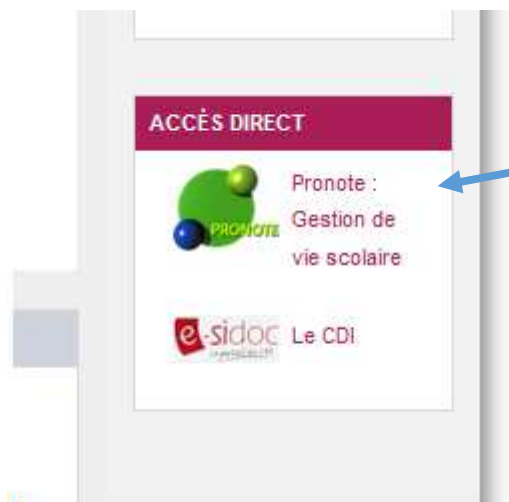 ACCÈS DIRECT
PRONOTE
Pronote :
Gestion de
vie scolaire
e-sidoc
Le CDI